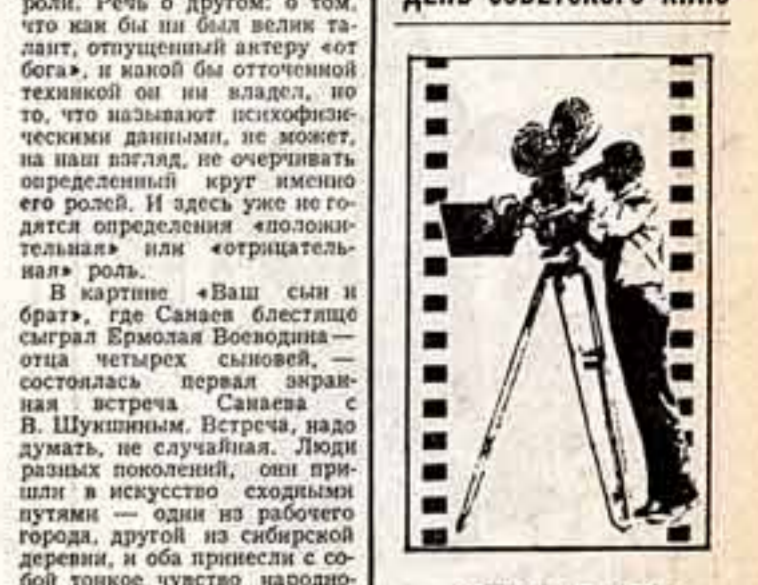 роли. Речь о другом: о том,
что как бы ни был велик та-
лант, отпущенный актеру «от
бога», и какой бы отточенной
техникой он ни владел, но
то, что называют психофизи-
ческими данными, не может,
на наш взгляд, не очерчивать
определенный круг именно
его ролей. И здесь уже не го-
дятся определения «положи-
тельная» или «отрицатель-
ная» роль.
В картине «Ваш сын и
брат», где Санаев блестяще
сыграл Ермолая Воеводина —
отца четырех сыновей, —
состоялась первая экран-
ная встреча Санаева с
В. Шукшиным. Встреча, надо
думать, не случайная. Люди
разных поколений, они при-
шли в искусство сходными
путями — один из рабочего
города, другой из сибирской
деревни, и оба принесли с со-
бой тонкое чувство народно-
ДЕНЬ СОВЕТСКОГО КИНО